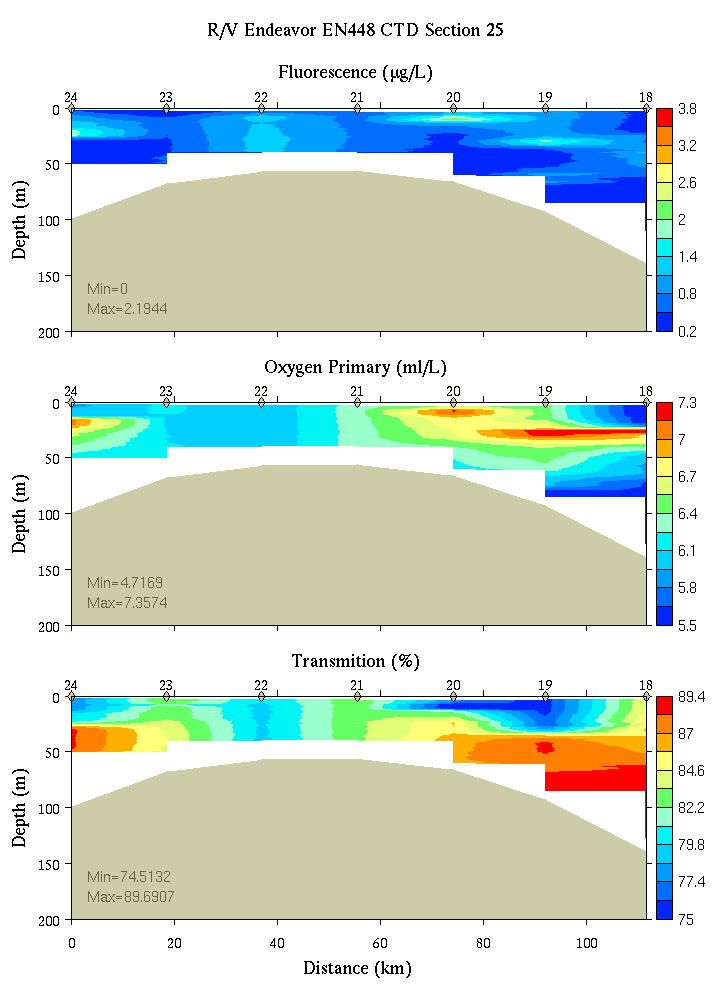 R/V Endeavor EN448 CTD Section 25
Fluorescence (µg/L)
24 23 22 21 20 19 18
0
50
100
150
200
Depth (m)
Min=0
Max=2.1944
3.8
3.2
2.6
2
1.4
0.8
0.2
Oxygen Primary (ml/L)
24 23 22 21 20 19 18
0
50
100
150
200
Depth (m)
Min=4.7169
Max=7.3574
7.3
7
6.7
6.4
6.1
5.8
5.5
Transmition (%)
24 23 22 21 20 19 18
0
50
100
150
200
Depth (m)
Min=74.5132
Max=89.6907
89.4
87
84.6
82.2
79.8
77.4
75
0 20 40 60 80 100
Distance (km)